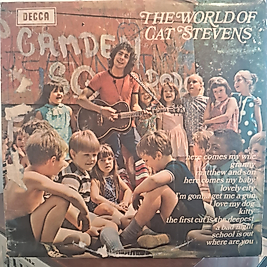 DECCA
THE WORLD OF
CAT STEVENS
CAMDEN
SC
here comes my wife
granny
matthew and son
here comes my baby
lovely city
I'm gonna get me a gun
I love my dog
kitty
the first cut is the deepest
a bad night
school is out
where are you